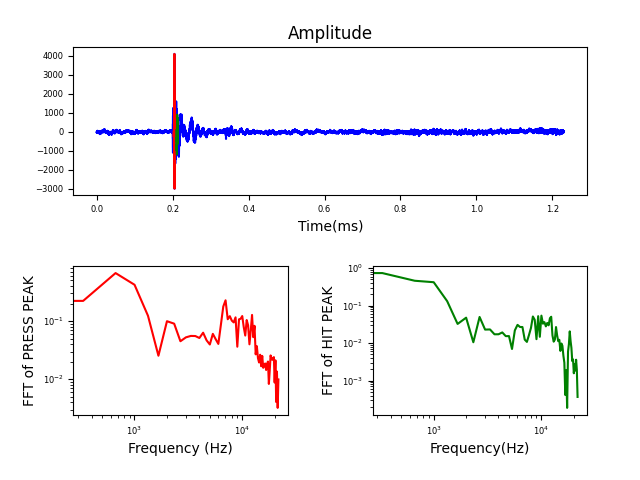 Amplitude
4000
3000
2000
1000
0
−1000
−2000
−3000
0.0 0.2 0.4 0.6 0.8 1.0 1.2
Time(ms)
FFT of PRESS PEAK
10⁻¹
10⁻²
10³ 10⁴
Frequency (Hz)
FFT of HIT PEAK
10⁰
10⁻¹
10⁻²
10⁻³
10³ 10⁴
Frequency(Hz)